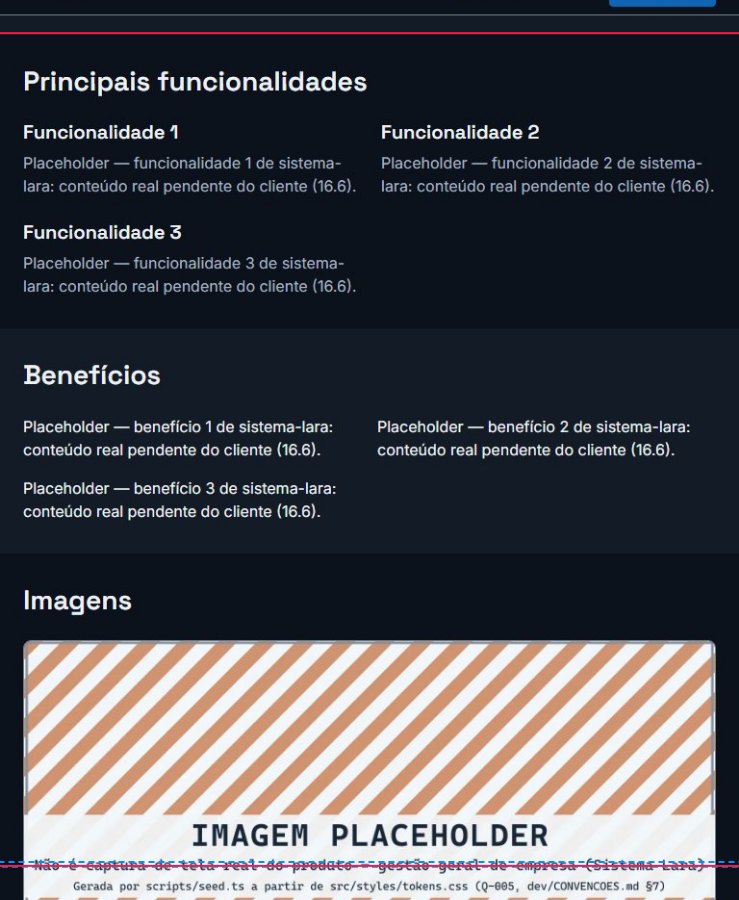 Principais funcionalidades
Funcionalidade 1
Placeholder — funcionalidade 1 de sistema-
lara: conteúdo real pendente do cliente (16.6).
Funcionalidade 2
Placeholder — funcionalidade 2 de sistema-
lara: conteúdo real pendente do cliente (16.6).
Funcionalidade 3
Placeholder — funcionalidade 3 de sistema-
lara: conteúdo real pendente do cliente (16.6).
Benefícios
Placeholder — benefício 1 de sistema-lara:
conteúdo real pendente do cliente (16.6).
Placeholder — benefício 2 de sistema-lara:
conteúdo real pendente do cliente (16.6).
Placeholder — benefício 3 de sistema-lara:
conteúdo real pendente do cliente (16.6).
Imagens
IMAGEM PLACEHOLDER
Não é captura de tela real do produto — gestão geral de empresa (Sistema Lara)
Gerada por scripts/seed.ts a partir de src/styles/tokens.css (Q-005, dev/CONVENCOES.md §7)